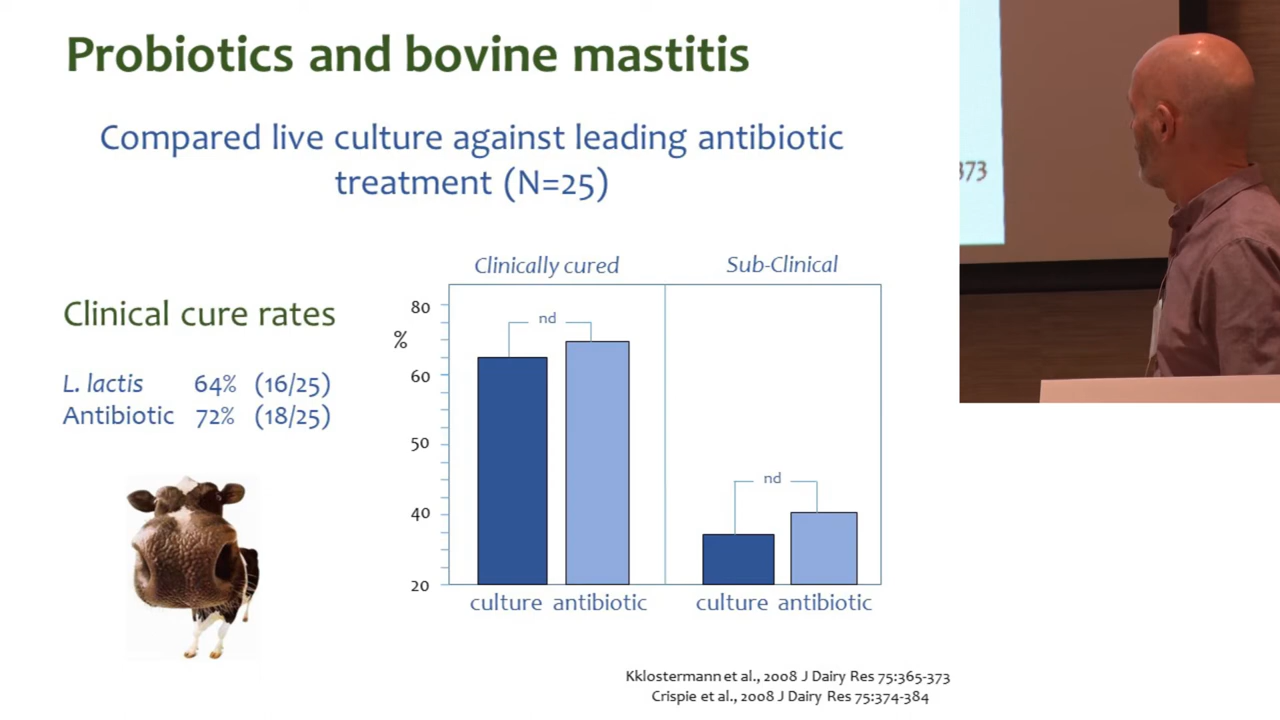 Probiotics and bovine mastitis
Compared live culture against leading antibiotic
treatment (N=25)
Clinical cure rates
L. lactis 64% (16/25)
Antibiotic 72% (18/25)
Clinically cured Sub-Clinical
80
%
60
50
40
20
nd
nd
culture antibiotic culture antibiotic
Kklostermann et al., 2008 J Dairy Res 75:365-373
Crispie et al., 2008 J Dairy Res 75:374-384
373